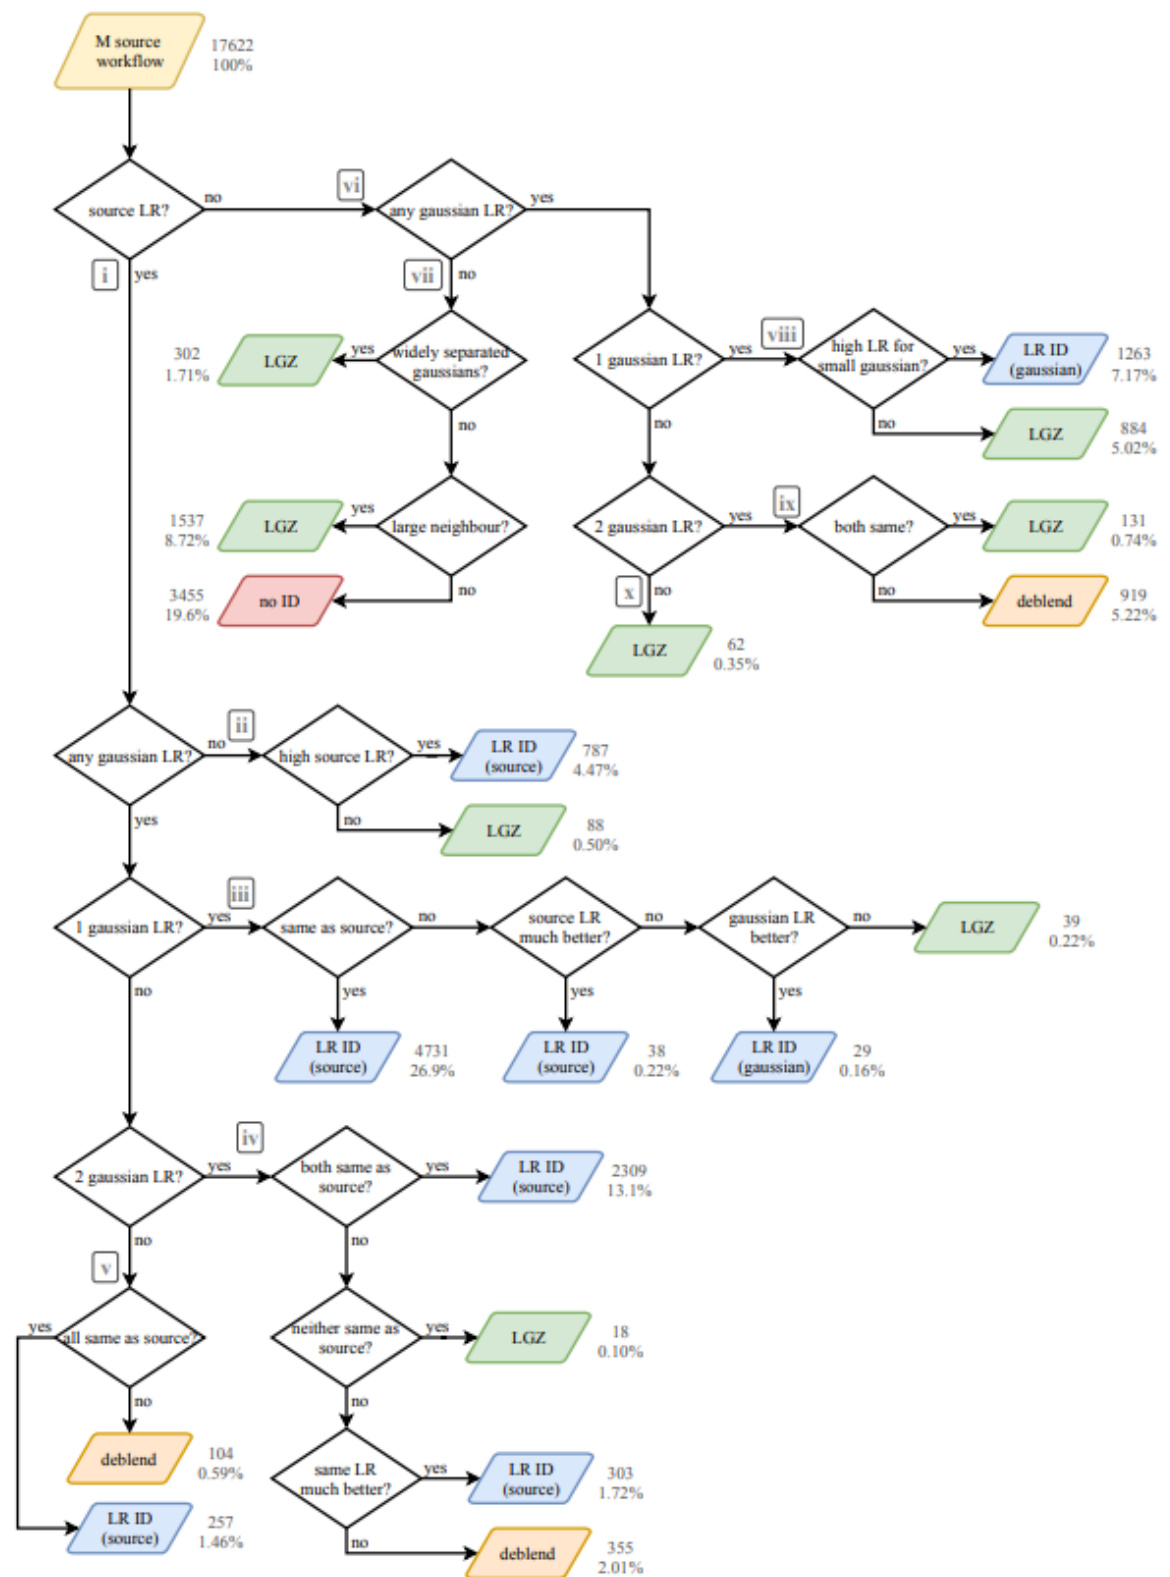 M source
workflow
17622
100%
source LR?
no
vi
any gaussian LR?
yes
i
yes
vii
no
302
1.71%
LGZ
yes
widely separated
gaussians?
1 gaussian LR?
yes
viii
high LR for
small gaussian?
yes
LR ID
(gaussian)
1263
7.17%
no
no
no
LGZ
884
5.02%
1537
8.72%
LGZ
yes
large neighbour?
2 gaussian LR?
yes
ix
both same?
yes
LGZ
131
0.74%
3455
19.6%
no ID
no
x
no
no
deblend
919
5.22%
LGZ
62
0.35%
any gaussian LR?
no
ii
high source LR?
yes
LR ID
(source)
787
4.47%
yes
no
LGZ
88
0.50%
1 gaussian LR?
yes
iii
same as source?
no
source LR
much better?
no
gaussian LR
better?
no
LGZ
39
0.22%
no
yes
yes
yes
LR ID
(source)
4731
26.9%
LR ID
(source)
38
0.22%
LR ID
(gaussian)
29
0.16%
2 gaussian LR?
yes
iv
both same as
source?
yes
LR ID
(source)
2309
13.1%
no
no
v
yes
all same as source?
neither same as
source?
yes
LGZ
18
0.10%
no
no
deblend
104
0.59%
same LR
much better?
yes
LR ID
(source)
303
1.72%
LR ID
(source)
257
1.46%
no
deblend
355
2.01%